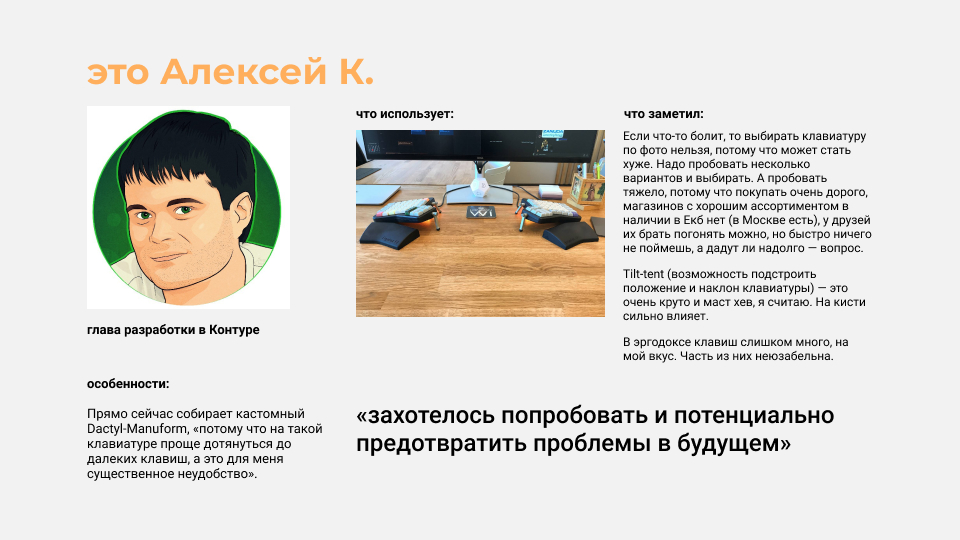 это Алексей К.
глава разработки в Контуре
особенности:
Прямо сейчас собирает кастомный
Dactyl-Manuform, «потому что на такой
клавиатуре проще дотянуться до
далеких клавиш, а это для меня
существенное неудобство».
что использует:
что заметил:
Если что-то болит, то выбирать клавиатуру
по фото нельзя, потому что может стать
хуже. Надо пробовать несколько
вариантов и выбирать. А пробовать
тяжело, потому что покупать очень дорого,
магазинов с хорошим ассортиментом в
наличии в Екб нет (в Москве есть), у друзей
их брать погонять можно, но быстро ничего
не поймешь, а дадут ли надолго — вопрос.
Tilt-tent (возможность подстроить
положение и наклон клавиатуры) — это
очень круто и маст хев, я считаю. На кисти
сильно влияет.
В эргодоксе клавиш слишком много, на
мой вкус. Часть из них неюзабельна.
«захотелось попробовать и потенциально
предотвратить проблемы в будущем»